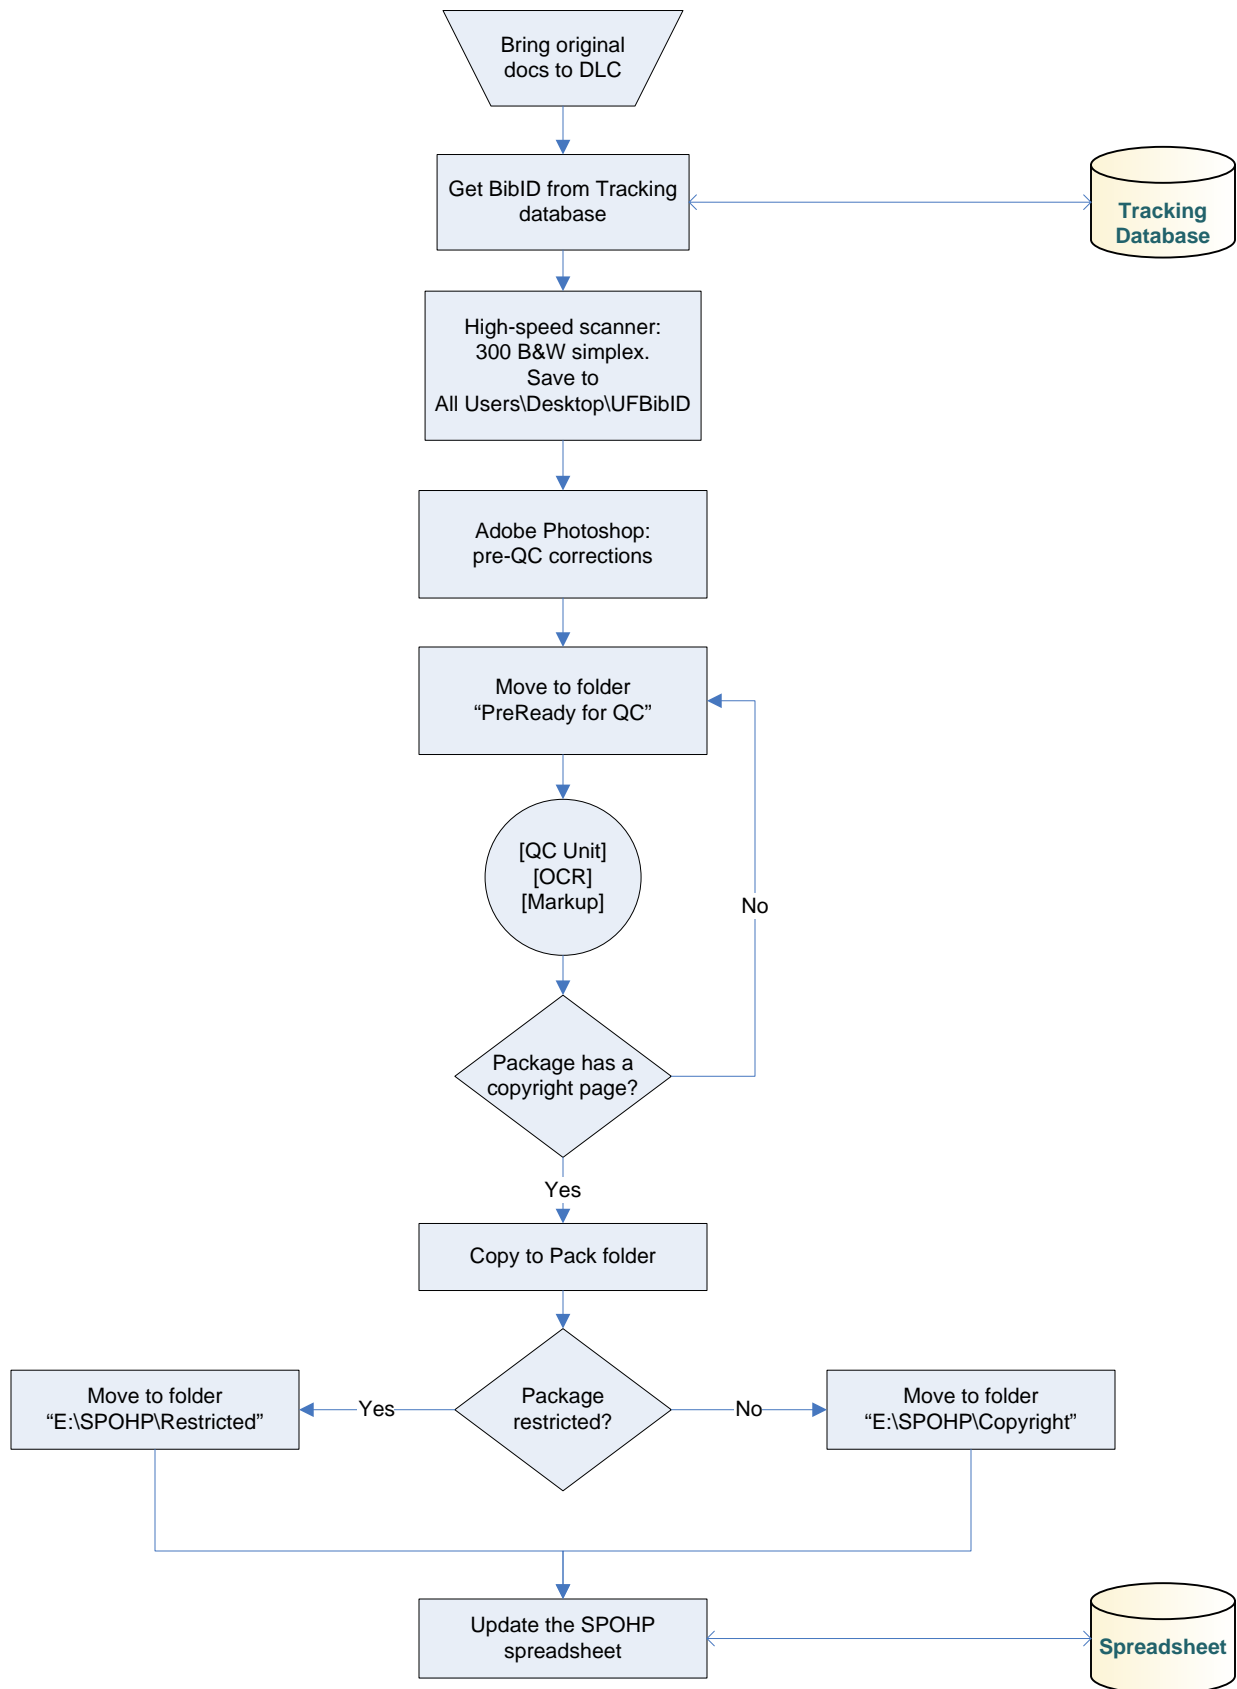 Bring original
docs to DLC
Get BibID from Tracking
database
Tracking
Database
High-speed scanner:
300 B&W simplex.
Save to
All Users\Desktop\UFBibID
Adobe Photoshop:
pre-QC corrections
Move to folder
“PreReady for QC”
[QC Unit]
[OCR]
[Markup]
No
Package has a
copyright page?
Yes
Copy to Pack folder
Move to folder
“E:\SPOHP\Restricted”
Yes
Package
restricted?
No
Move to folder
“E:\SPOHP\Copyright”
Update the SPOHP
spreadsheet
Spreadsheet